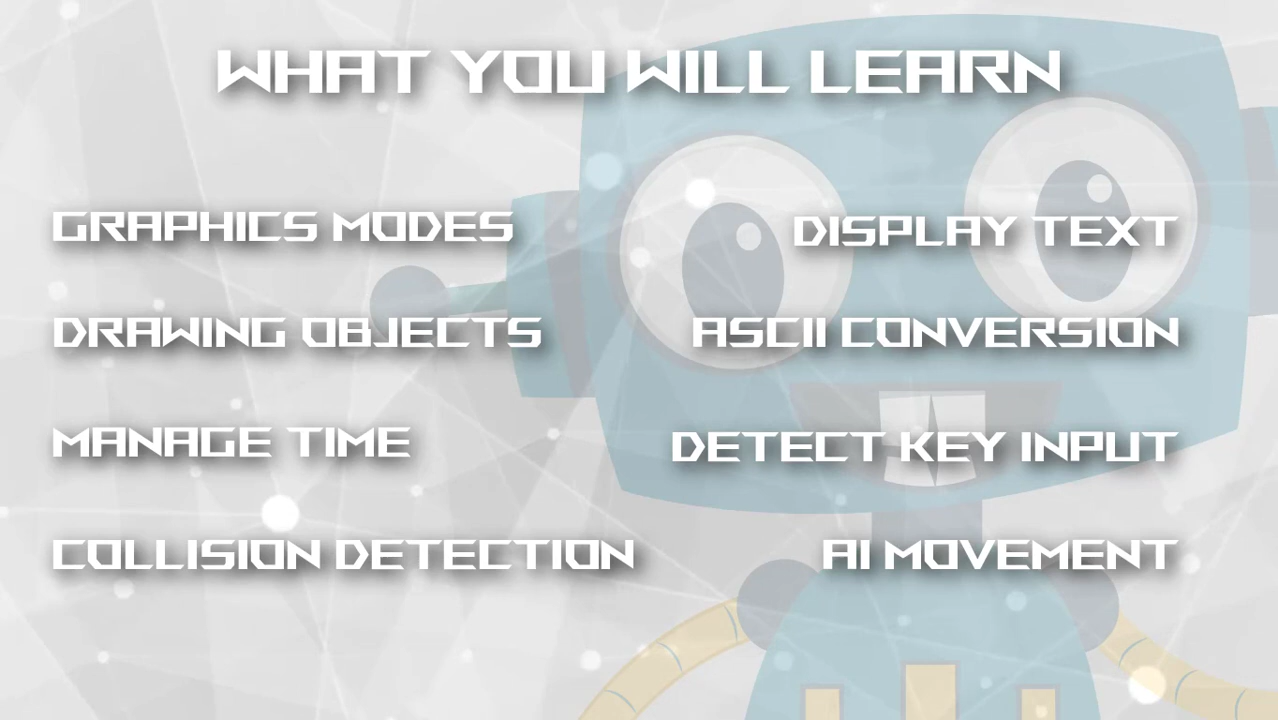 WHAT YOU WILL LEARN
GRAPHICS MODES
DISPLAY TEXT
DRAWING OBJECTS
ASCII CONVERSION
MANAGE TIME
DETECT KEY INPUT
COLLISION DETECTION
AI MOVEMENT